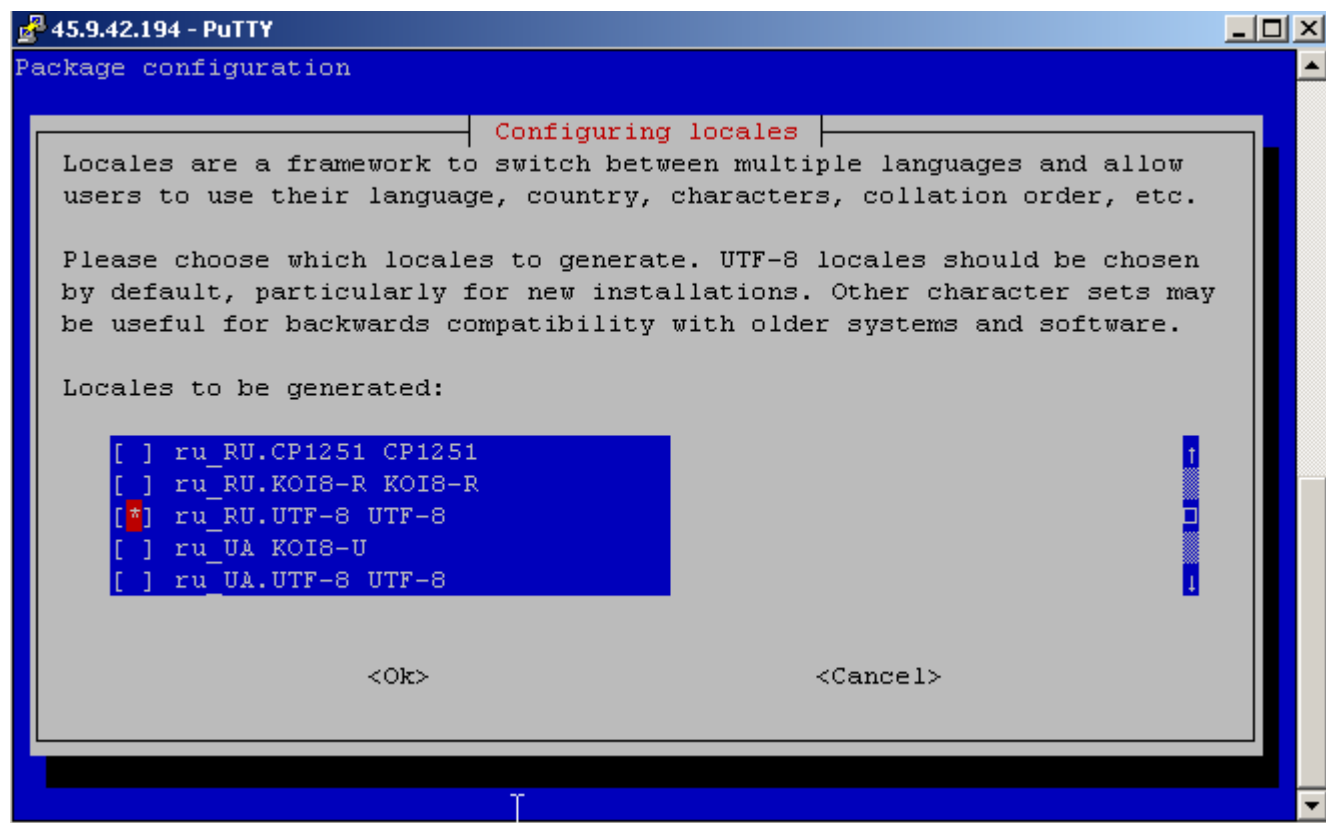 45.9.42.194 - PuTTY
Package configuration
Configuring locales
Locales are a framework to switch between multiple languages and allow
users to use their language, country, characters, collation order, etc.
Please choose which locales to generate. UTF-8 locales should be chosen
by default, particularly for new installations. Other character sets may
be useful for backwards compatibility with older systems and software.
Locales to be generated:
[ ] ru_RU.CP1251 CP1251
[ ] ru_RU.KOI8-R KOI8-R
[*] ru_RU.UTF-8 UTF-8
[ ] ru_UA KOI8-U
[ ] ru_UA.UTF-8 UTF-8
<Ok> <Cancel>